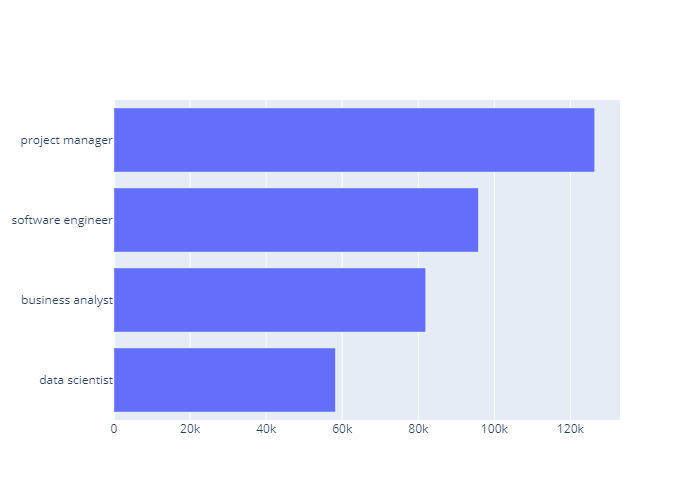 project manager
software engineer
business analyst
data scientist
0 20k 40k 60k 80k 100k 120k